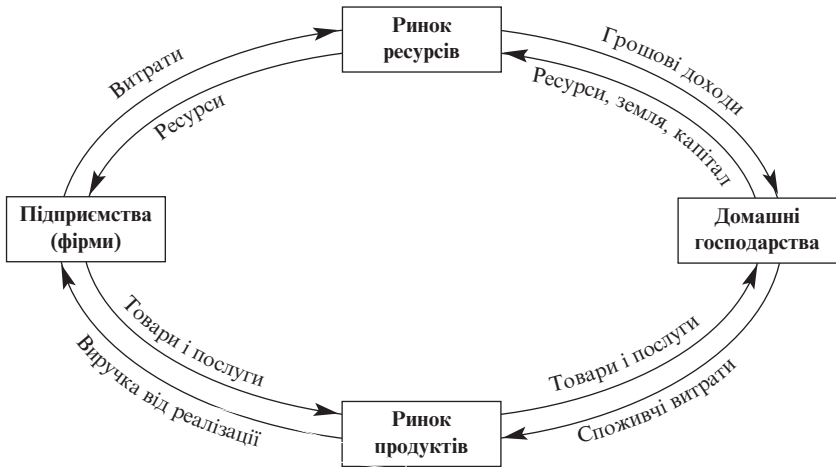 Ринок
ресурсів
Витрати
Ресурси
Грошові доходи
Ресурси, земля, капітал
Підприємства
(фірми)
Домашні
господарства
Товари і послуги
Виручка від реалізації
Товари і послуги
Споживчі витрати
Ринок
продуктів